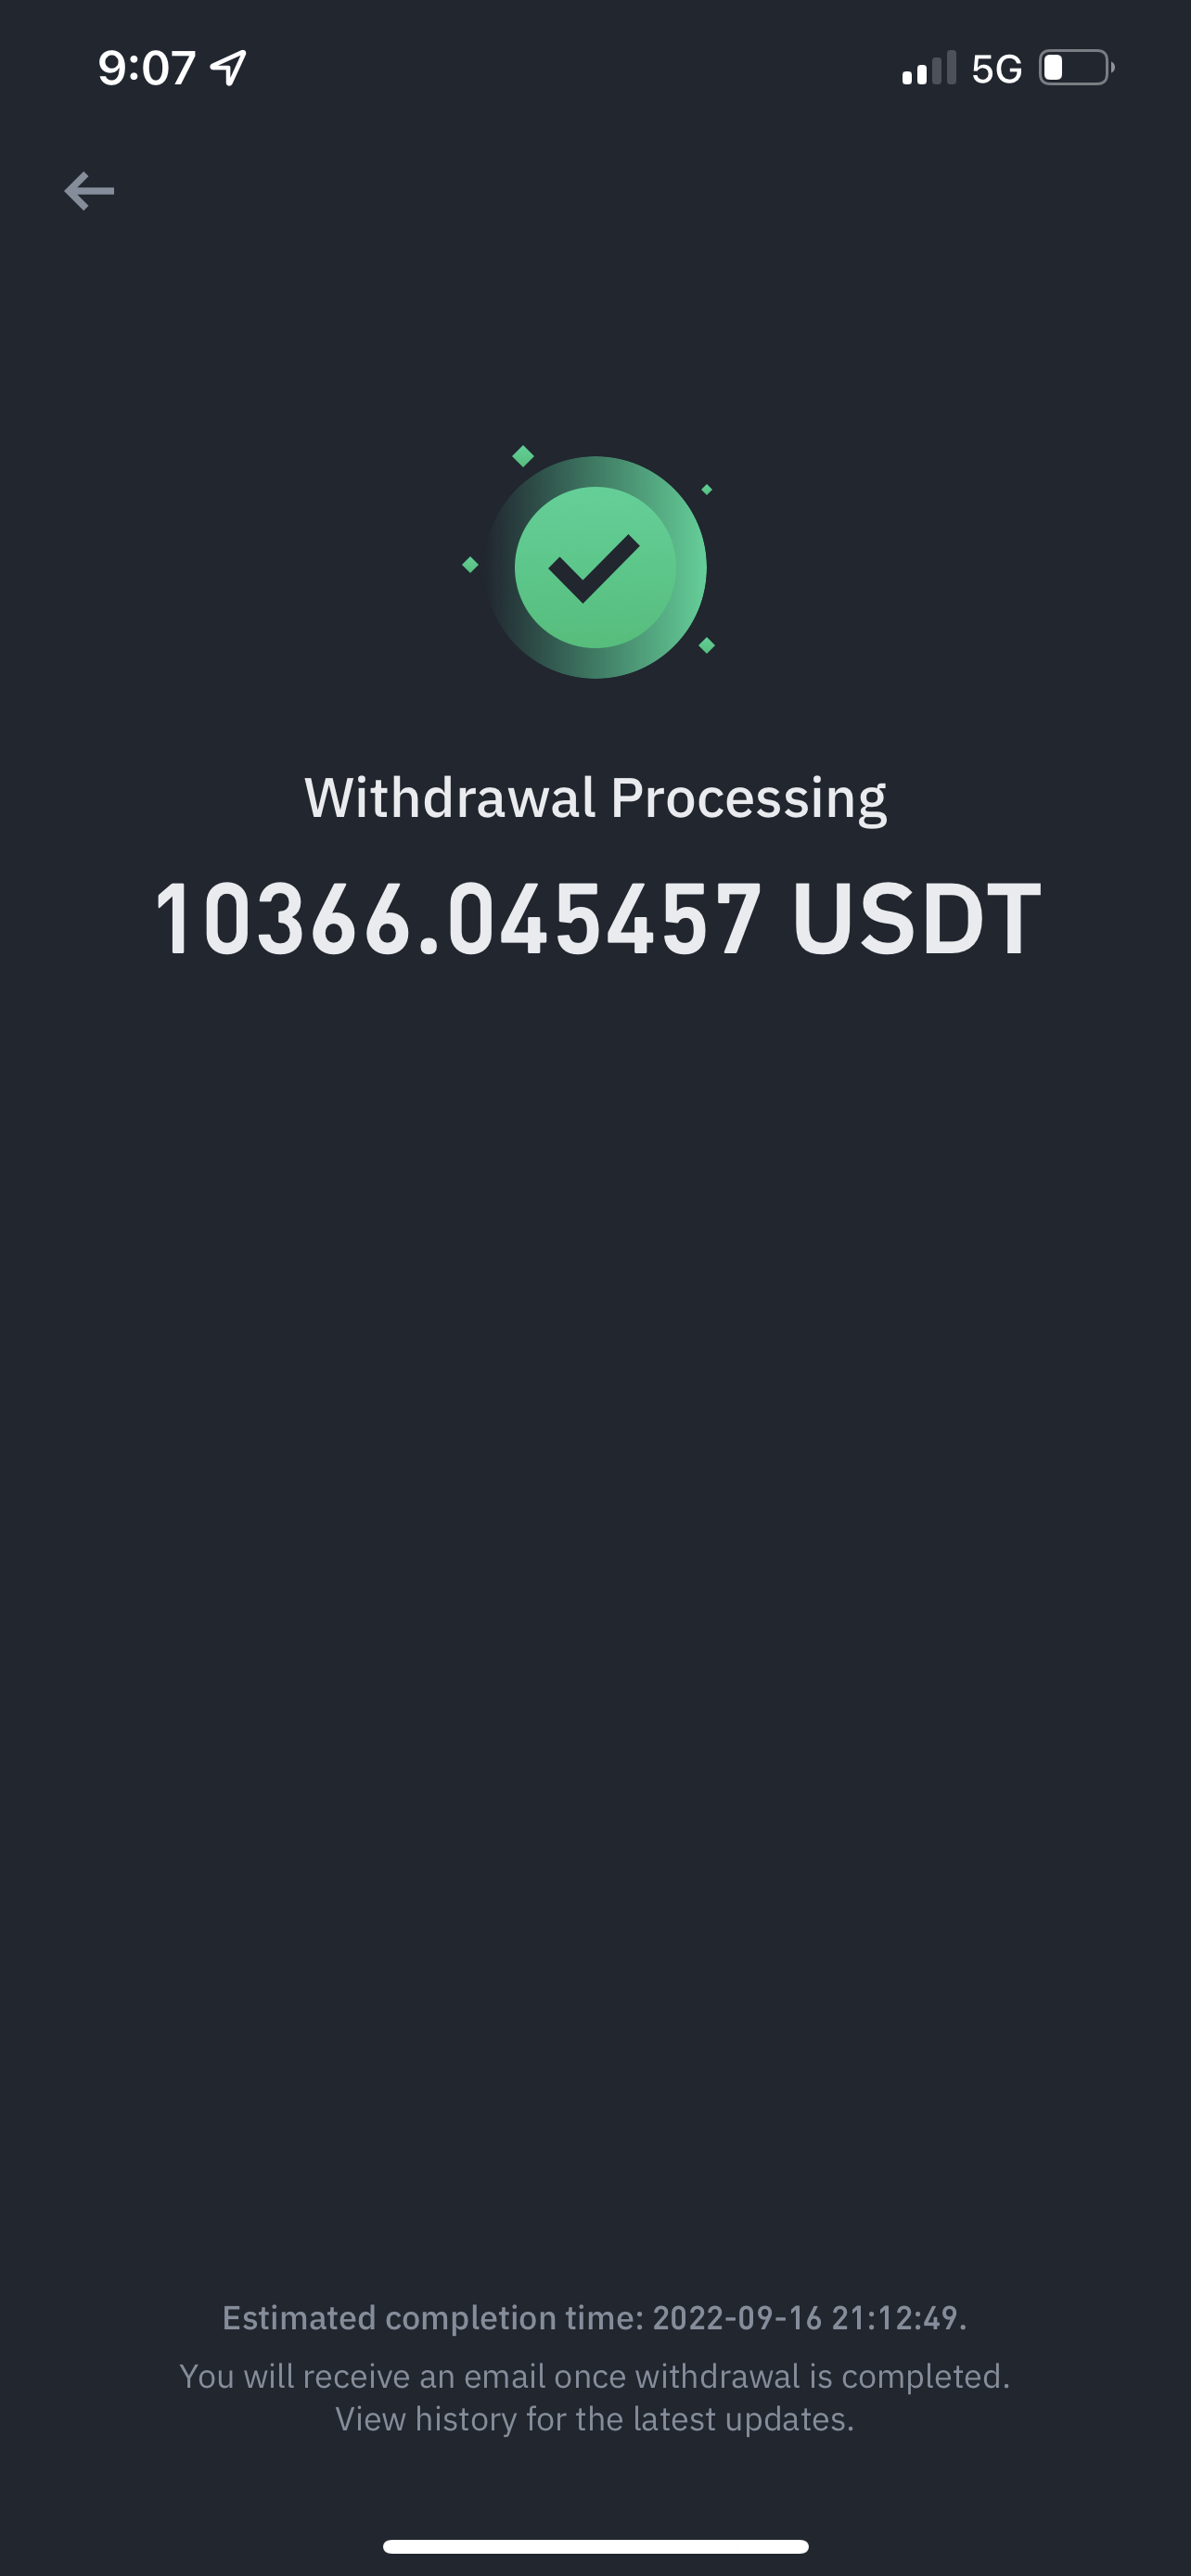 9:07 5G
Withdrawal Processing
10366.045457 USDT
Estimated completion time: 2022-09-16 21:12:49.
You will receive an email once withdrawal is completed.
View history for the latest updates.